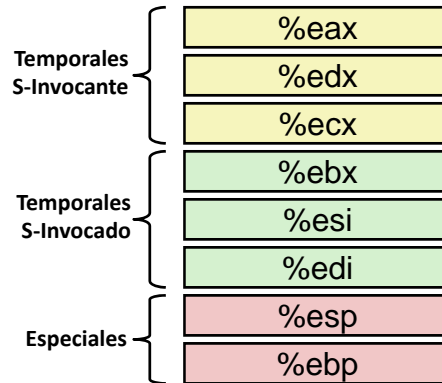 Temporales
S-Invocante
%eax
%edx
%ecx
Temporales
S-Invocado
%ebx
%esi
%edi
Especiales
%esp
%ebp